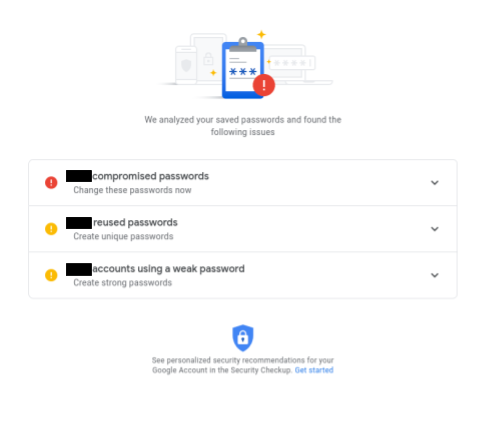 ***
We analyzed your saved passwords and found the
following issues
compromised passwords
Change these passwords now
reused passwords
Create unique passwords
accounts using a weak password
Create strong passwords
See personalized security recommendations for your
Google Account in the Security Checkup. Get started